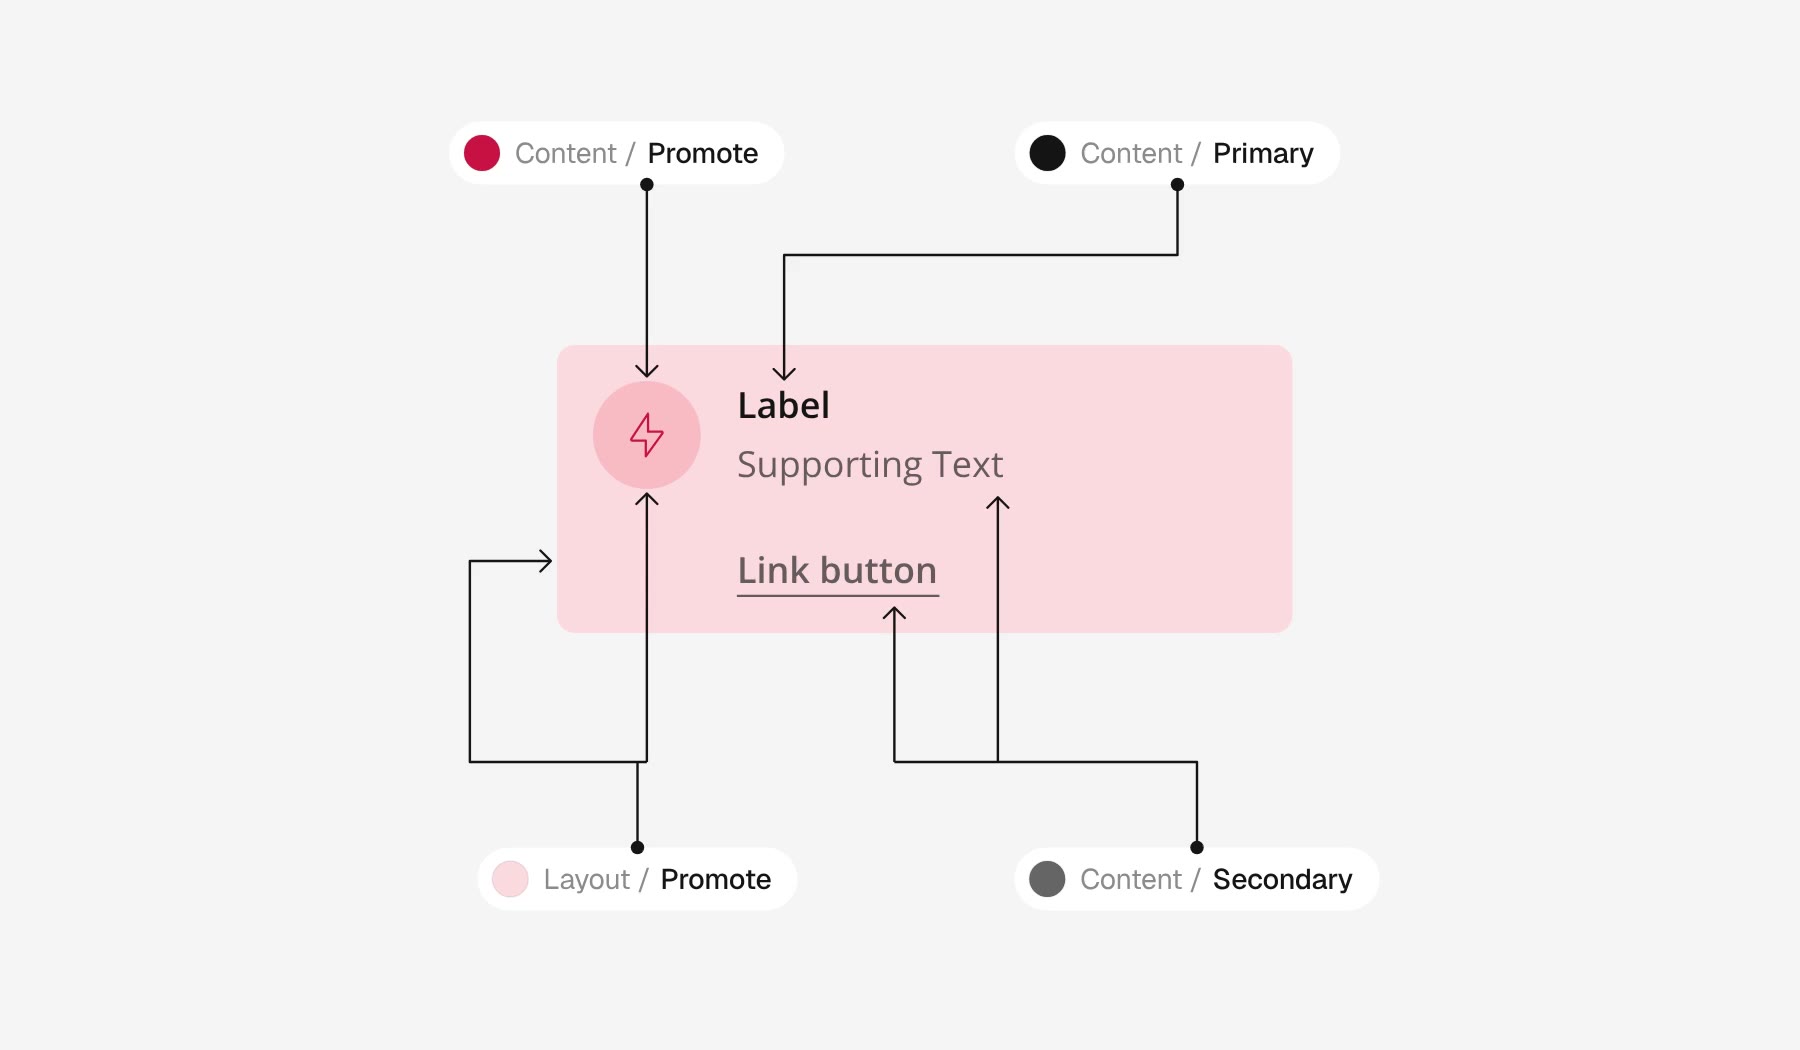 Content / Promote
Content / Primary
Label
Supporting Text
Link button
Layout / Promote
Content / Secondary